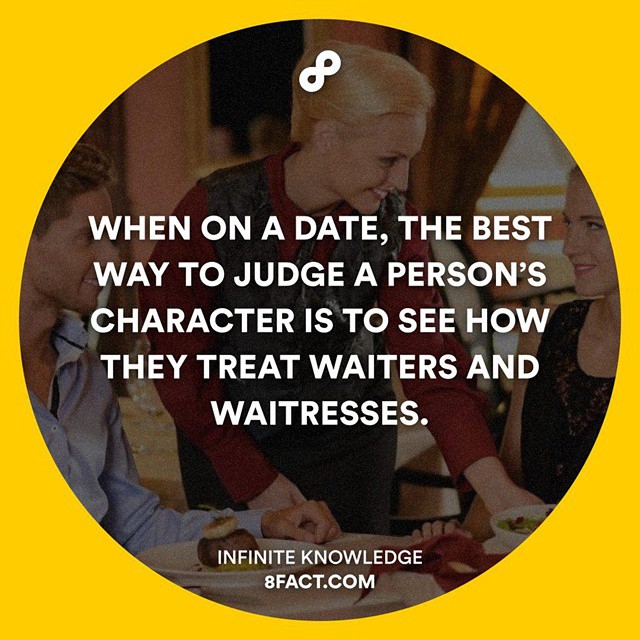 WHEN ON A DATE, THE BEST
WAY TO JUDGE A PERSON'S
CHARACTER IS TO SEE HOW
THEY TREAT WAITERS AND
WAITRESSES.
INFINITE KNOWLEDGE
8FACT.COM